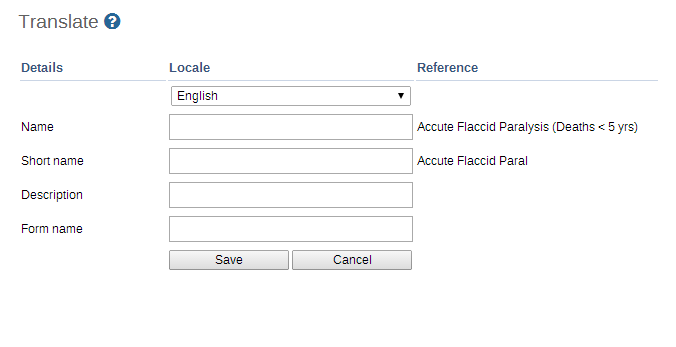 Translate ?
Details Locale Reference
English
Name Accute Flaccid Paralysis (Deaths < 5 yrs)
Short name Accute Flaccid Paral
Description
Form name
Save Cancel